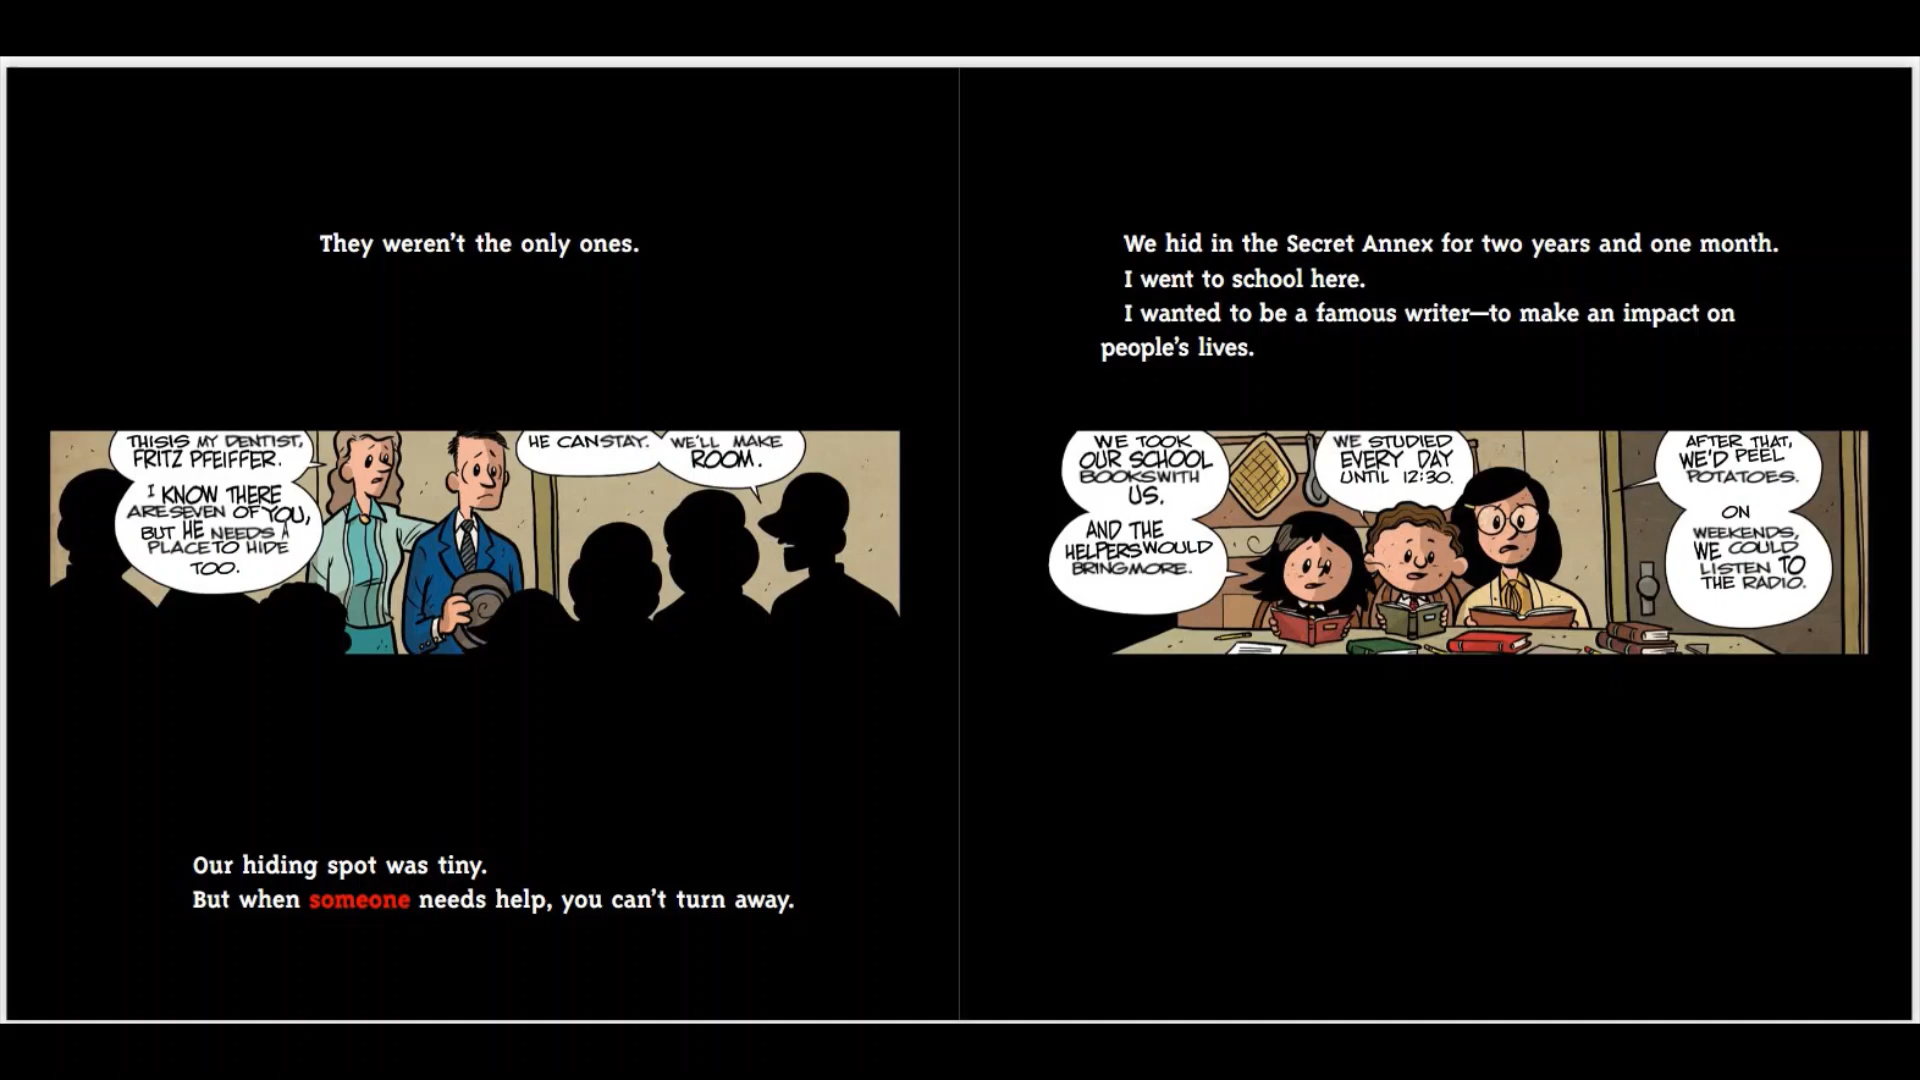 They weren't the only ones.
THIS IS MY DENTIST,
FRITZ PFEIFFER.
I KNOW THERE
ARE SEVEN OF YOU,
BUT HE NEEDS A
PLACE TO HIDE
TOO.
HE CAN STAY.
WE'LL MAKE
ROOM.
Our hiding spot was tiny.
But when someone needs help, you can't turn away.
We hid in the Secret Annex for two years and one month.
I went to school here.
I wanted to be a famous writer—to make an impact on
people's lives.
WE TOOK
OUR SCHOOL
BOOKS WITH
US.
AND THE
HELPERS WOULD
BRING MORE.
WE STUDIED
EVERY DAY
UNTIL 12:30.
AFTER THAT,
WE'D PEEL
POTATOES.
ON
WEEKENDS,
WE COULD
LISTEN TO
THE RADIO.